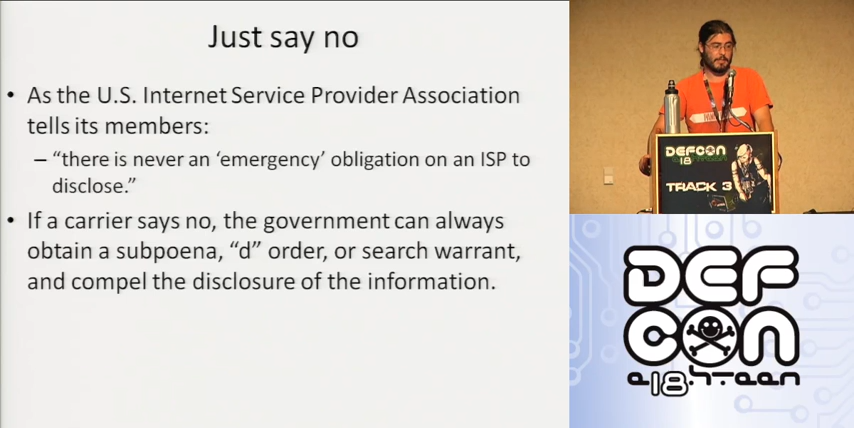 Just say no
• As the U.S. Internet Service Provider Association
tells its members:
– “there is never an ‘emergency’ obligation on an ISP to
disclose.”
• If a carrier says no, the government can always
obtain a subpoena, “d” order, or search warrant,
and compel the disclosure of the information.
DEFCON
18
TRACK 3
DEF
CON
e18hteen